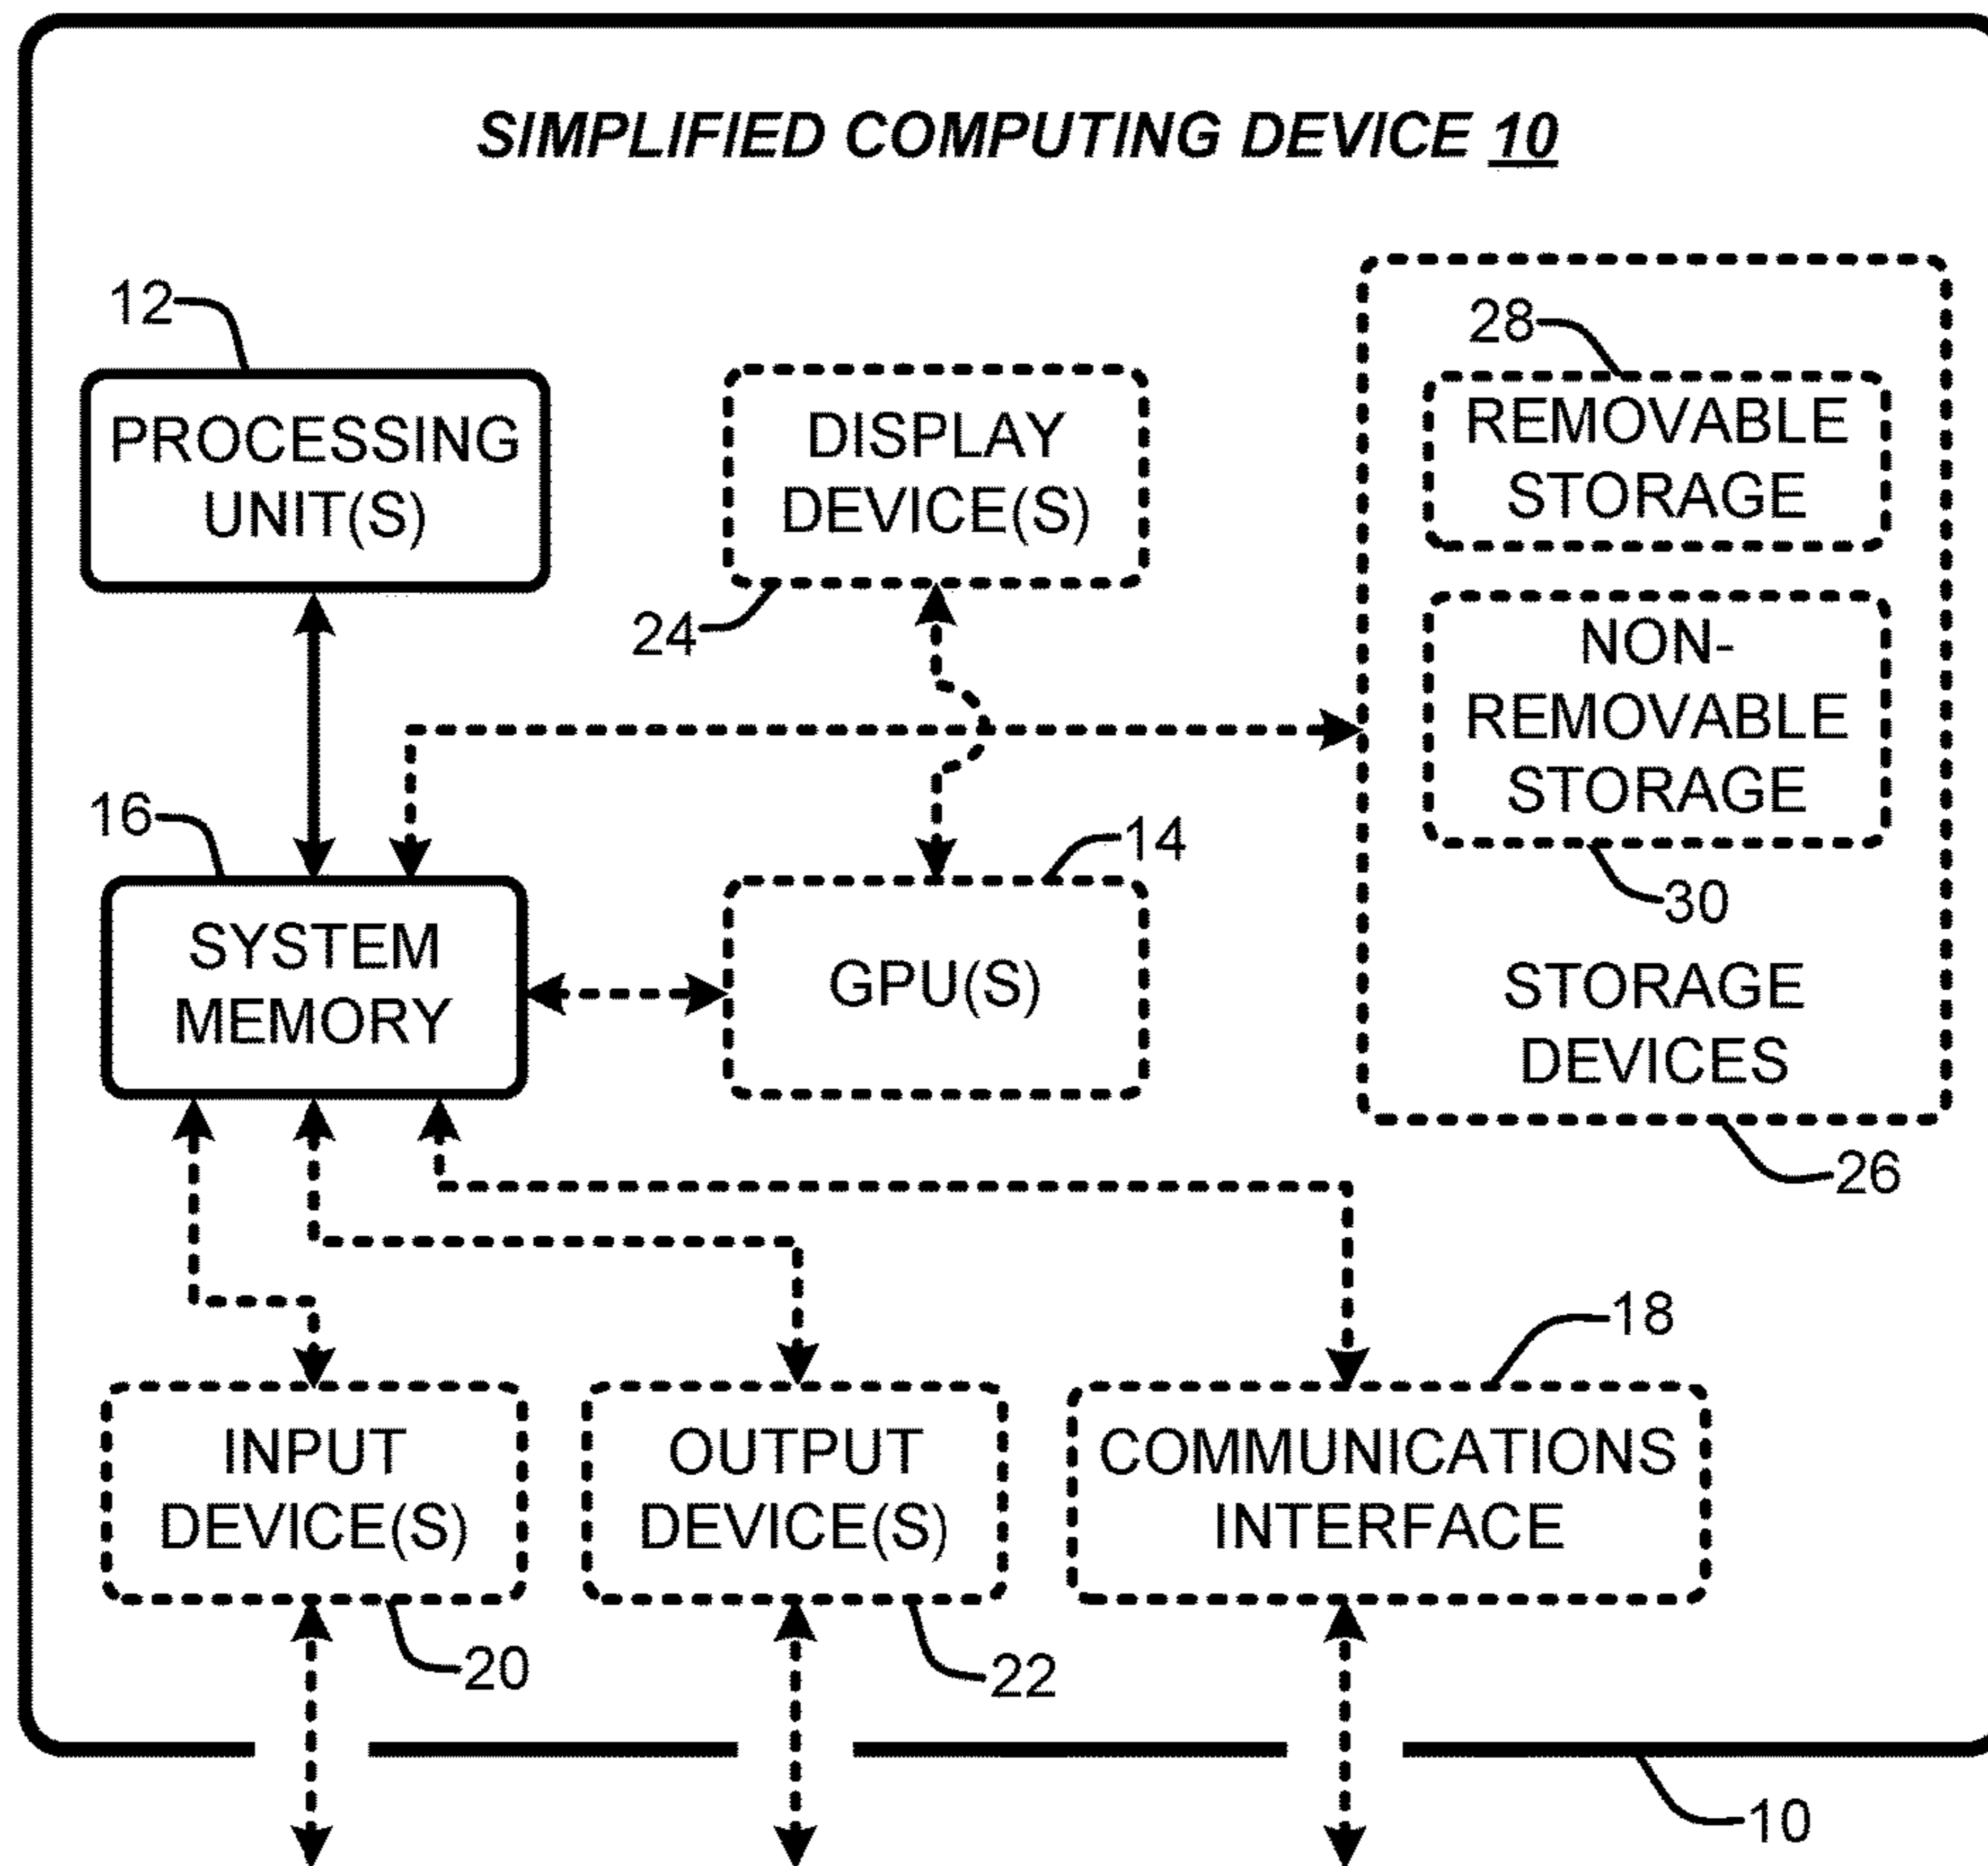 SIMPLIFIED COMPUTING DEVICE 10
12
PROCESSING
UNIT(S)
DISPLAY
DEVICE(S)
24
28
REMOVABLE
STORAGE
NON-
REMOVABLE
STORAGE
30
STORAGE
DEVICES
26
16
SYSTEM
MEMORY
14
GPU(S)
18
INPUT
DEVICE(S)
20
OUTPUT
DEVICE(S)
22
COMMUNICATIONS
INTERFACE
10